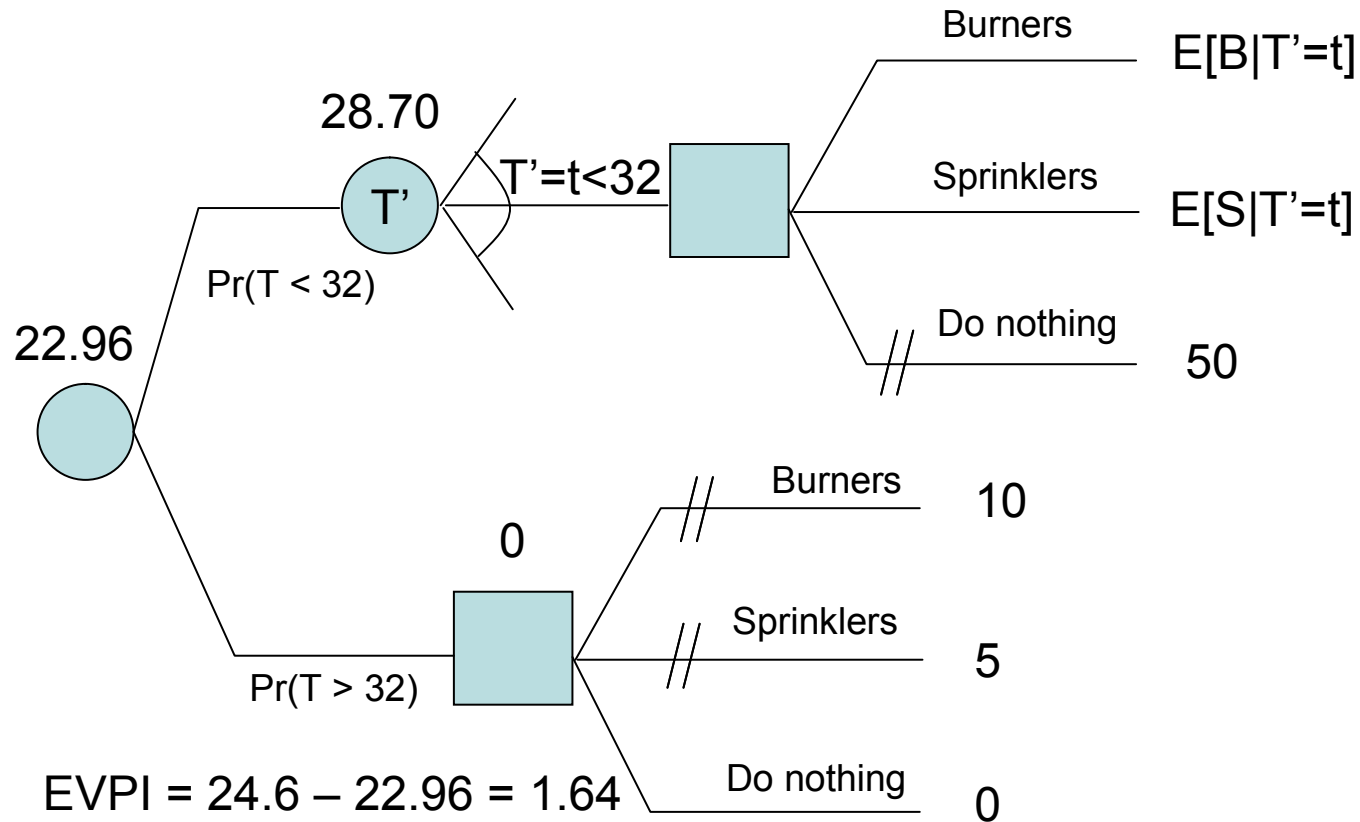 Burners
E[B|T’=t]
28.70
T’
T’=t<32
Sprinklers
E[S|T’=t]
Pr(T < 32)
Do nothing
50
22.96
Burners
10
0
Sprinklers
5
Pr(T > 32)
Do nothing
0
EVPI = 24.6 – 22.96 = 1.64